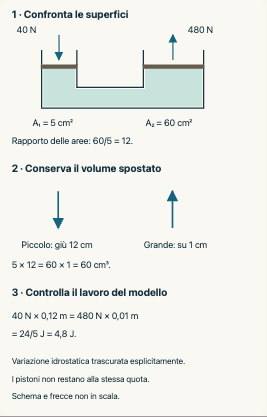 1 · Confronta le superfici
40 N 480 N
A₁ = 5 cm² A₂ = 60 cm²
Rapporto delle aree: 60/5 = 12.
2 · Conserva il volume spostato
Piccolo: giù 12 cm Grande: su 1 cm
5 × 12 = 60 × 1 = 60 cm³.
3 · Controlla il lavoro del modello
40 N × 0,12 m = 480 N × 0,01 m
= 24/5 J = 4,8 J.
Variazione idrostatica trascurata esplicitamente.
I pistoni non restano alla stessa quota.
Schema e frecce non in scala.